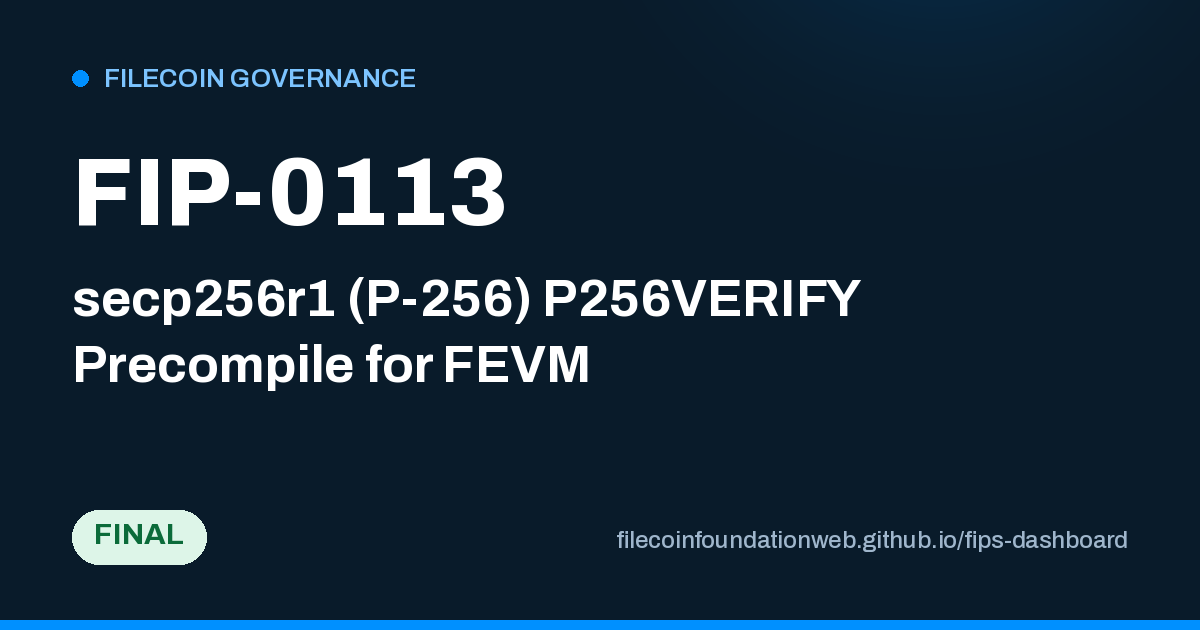 FILECOIN GOVERNANCE
FIP-0113
secp256r1 (P-256) P256VERIFY
Precompile for FEVM
FINAL
filecoinfoundationweb.github.io/fips-dashboard